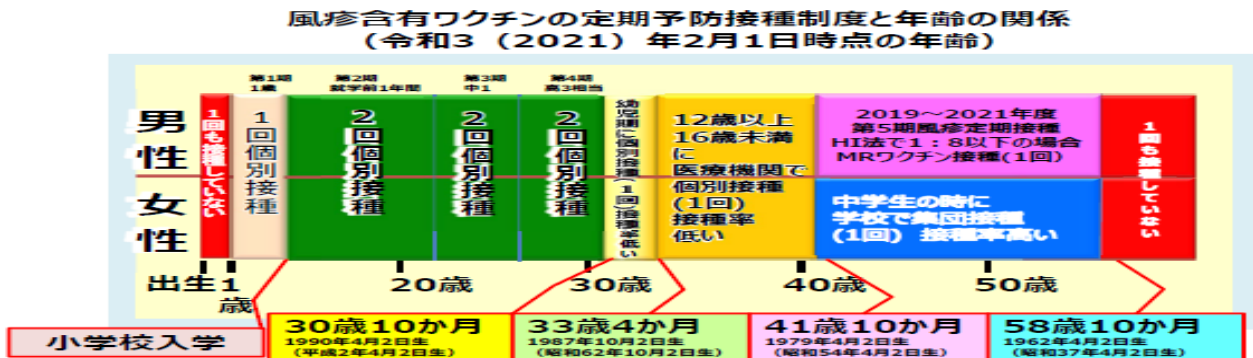 風疹含有ワクチンの定期予防接種制度と年齢の関係
(令和3（2021）年2月1日時点の年齢)
第1期
1歳
第2期
就学前1年間
第3期
中1
第4期
高3相当
男性
女性
1回も接種していない
1回個別接種
2回個別接種
2回個別接種
2回個別接種
幼児期に個別接種(1回)接種率低い
12歳以上
16歳未満
に
医療機関で
個別接種
(1回)
接種率
低い
2019～2021年度
第5期風疹定期接種
HI法で1：8以下の場合
MRワクチン接種(1回)
中学生の時に
学校で集団接種
(1回) 接種率高い
1回も接種していない
出生
1歳
20歳
30歳
40歳
50歳
小学校入学
30歳10か月
1990年4月2日生
(平成2年4月2日生)
33歳4か月
1987年10月2日生
(昭和62年10月2日生)
41歳10か月
1979年4月2日生
(昭和54年4月2日生)
58歳10か月
1962年4月2日生
(昭和37年4月2日生)